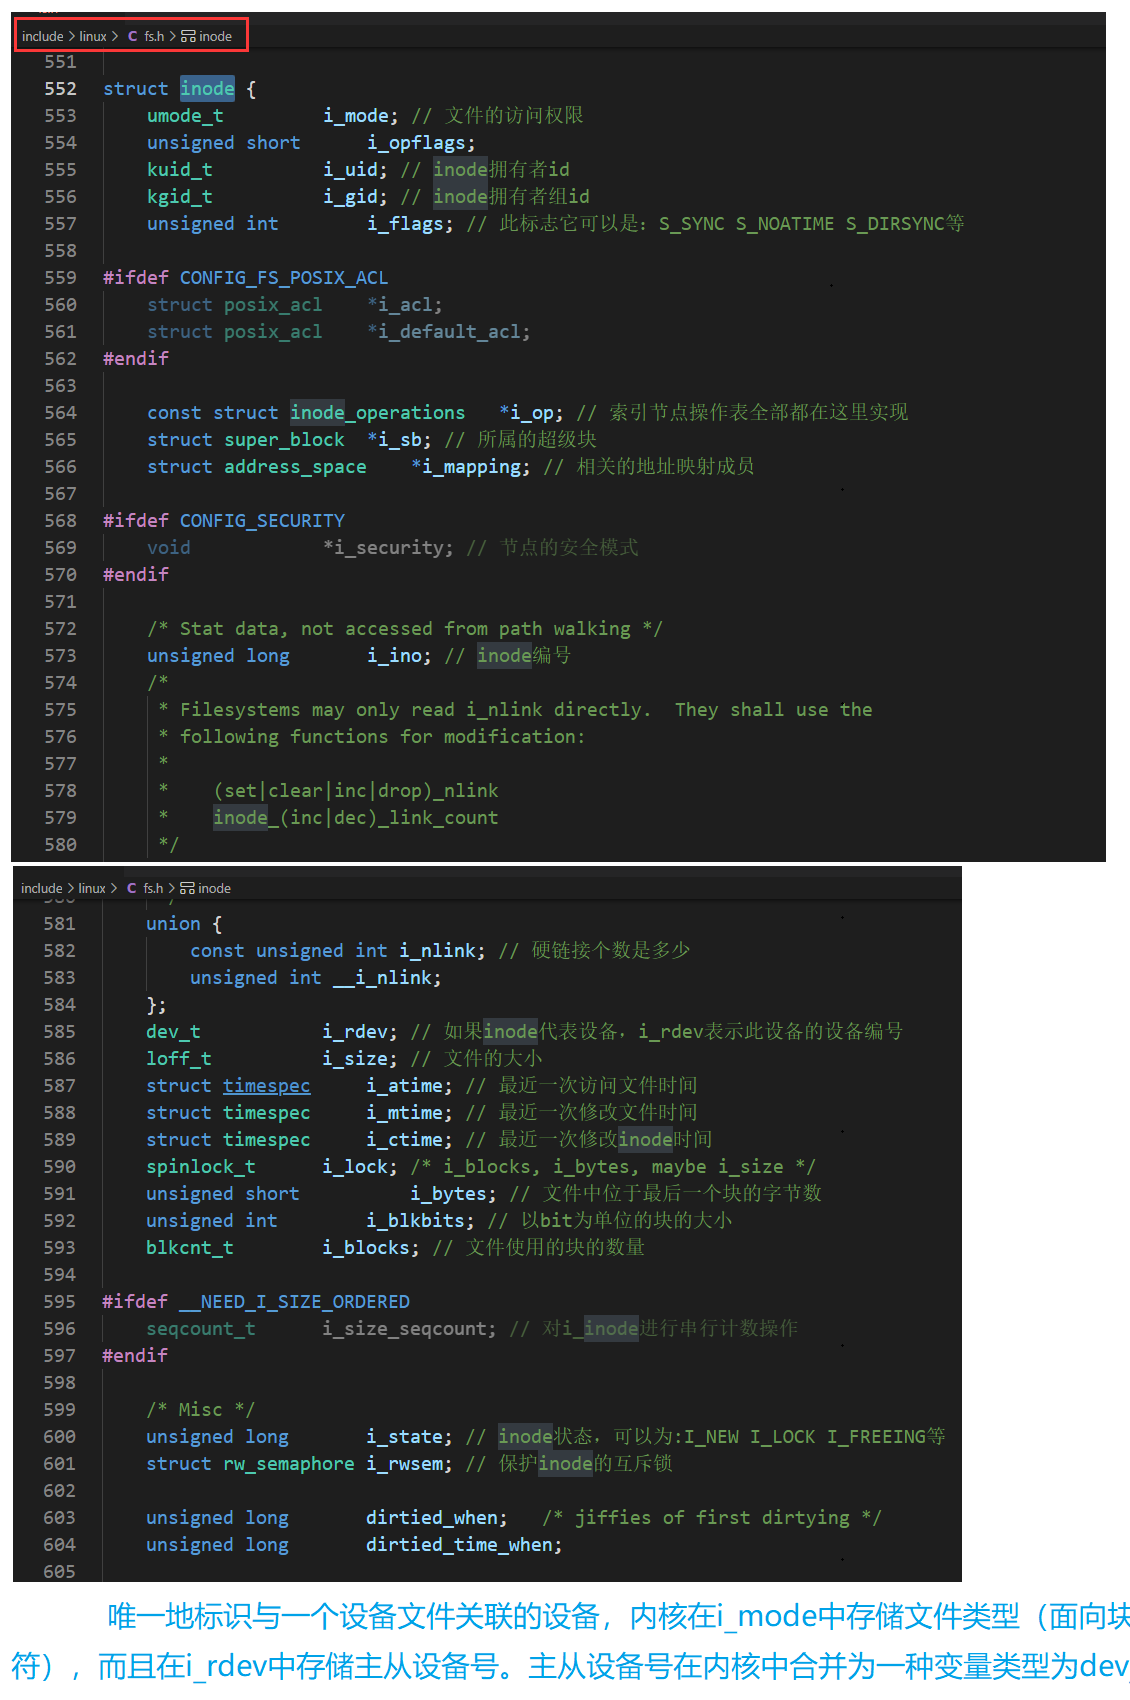 include > linux > C fs.h > inode
551
552 struct inode {
553 umode_t i_mode; // 文件的访问权限
554 unsigned short i_opflags;
555 kuid_t i_uid; // inode拥有者id
556 kgid_t i_gid; // inode拥有者组id
557 unsigned int i_flags; // 此标志它可以是: S_SYNC S_NOATIME S_DIRSYNC等
558
559 #ifdef CONFIG_FS_POSIX_ACL
560 struct posix_acl *i_acl;
561 struct posix_acl *i_default_acl;
562 #endif
563
564 const struct inode_operations *i_op; // 索引节点操作表全部都在这里实现
565 struct super_block *i_sb; // 所属的超级块
566 struct address_space *i_mapping; // 相关的地址映射成员
567
568 #ifdef CONFIG_SECURITY
569 void *i_security; // 节点的安全模式
570 #endif
571
572 /* Stat data, not accessed from path walking */
573 unsigned long i_ino; // inode编号
574 /*
575 * Filesystems may only read i_nlink directly. They shall use the
576 * following functions for modification:
577 *
578 * (set|clear|inc|drop)_nlink
579 * inode_(inc|dec)_link_count
580 */
include > linux > C fs.h > inode
581 union {
582 const unsigned int i_nlink; // 硬链接个数是多少
583 unsigned int __i_nlink;
584 };
585 dev_t i_rdev; // 如果inode代表设备，i_rdev表示此设备的设备编号
586 loff_t i_size; // 文件的大小
587 struct timespec i_atime; // 最近一次访问文件时间
588 struct timespec i_mtime; // 最近一次修改文件时间
589 struct timespec i_ctime; // 最近一次修改inode时间
590 spinlock_t i_lock; /* i_blocks, i_bytes, maybe i_size */
591 unsigned short i_bytes; // 文件中位于最后一个块的字节数
592 unsigned int i_blkbits; // 以bit为单位的块的大小
593 blkcnt_t i_blocks; // 文件使用的块的数量
594
595 #ifdef __NEED_I_SIZE_ORDERED
596 seqcount_t i_size_seqcount; // 对i_inode进行串行计数操作
597 #endif
598
599 /* Misc */
600 unsigned long i_state; // inode状态，可以为:I_NEW I_LOCK I_FREEING等
601 struct rw_semaphore i_rwsem; // 保护inode的互斥锁
602
603 unsigned long dirtied_when; /* jiffies of first dirtying */
604 unsigned long dirtied_time_when;
605
唯一地标识与一个设备文件关联的设备，内核在i_mode中存储文件类型（面向块
符），而且在i_rdev中存储主从设备号。主从设备号在内核中合并为一种变量类型为dev_